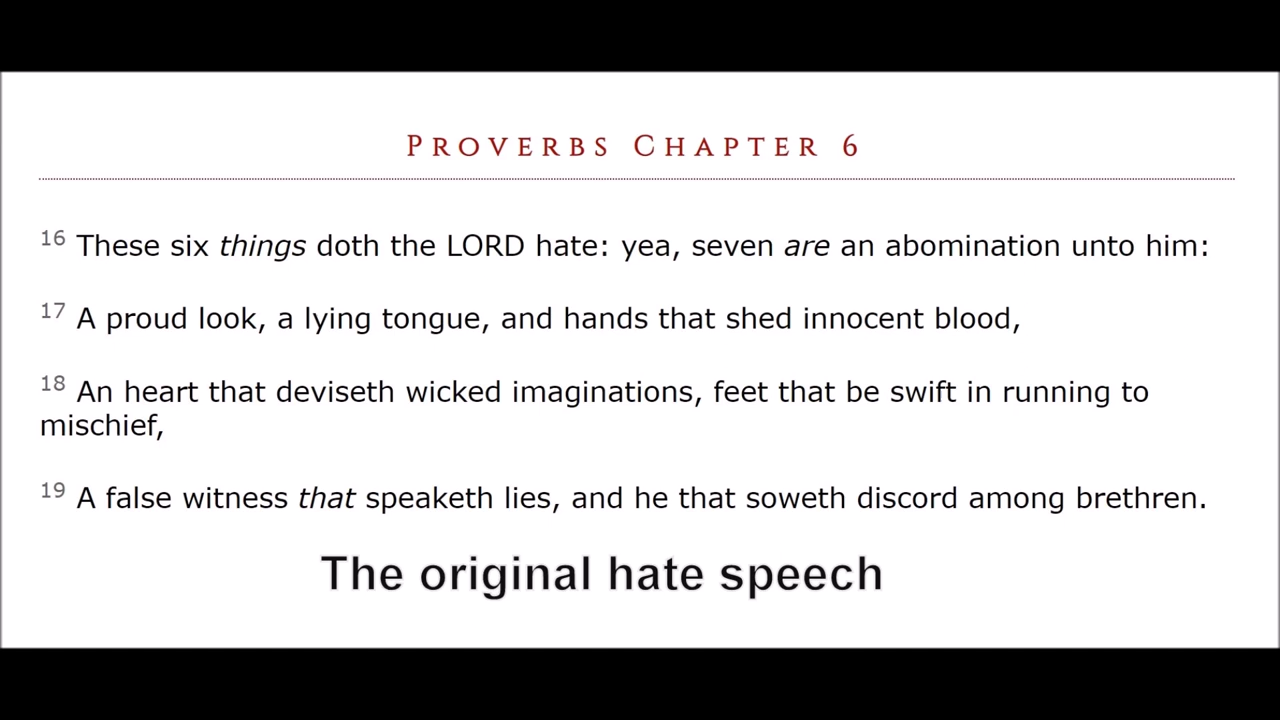 PROVERBS CHAPTER 6
16 These six things doth the LORD hate: yea, seven are an abomination unto him:
17 A proud look, a lying tongue, and hands that shed innocent blood,
18 An heart that deviseth wicked imaginations, feet that be swift in running to
mischief,
19 A false witness that speaketh lies, and he that soweth discord among brethren.
The original hate speech